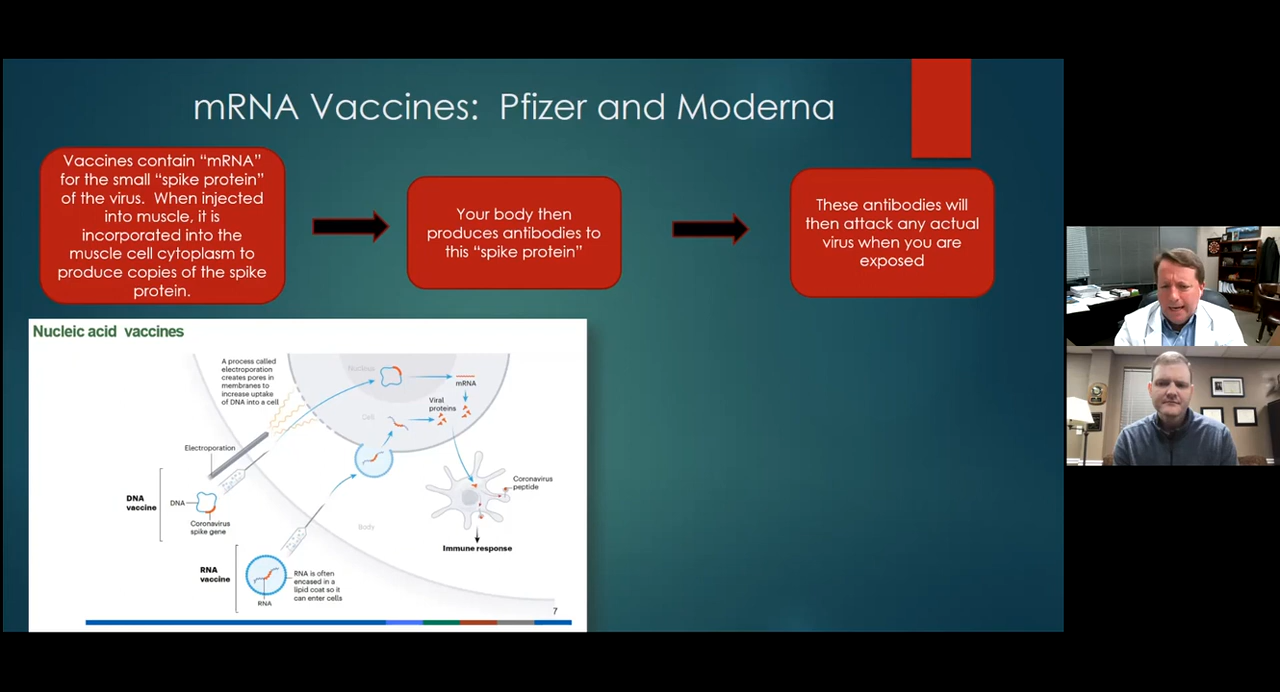 mRNA Vaccines:  Pfizer and Moderna
Vaccines contain “mRNA”
for the small “spike protein”
of the virus.  When injected
into muscle, it is
incorporated into the
muscle cell cytoplasm to
produce copies of the spike
protein.
Your body then
produces antibodies to
this “spike protein”
These antibodies will
then attack any actual
virus when you are
exposed
Nucleic acid  vaccines
A process called
electroporation
creates pores in
membranes to
increase uptake
of DNA into a cell
Nucleus
mRNA
Cell
Viral
proteins
Electroporation
DNA
vaccine
DNA
Coronavirus
spike gene
Coronavirus
peptide
Body
Immune response
RNA
vaccine
RNA is often
encased in a
lipid coat so it
can enter cells
RNA
7